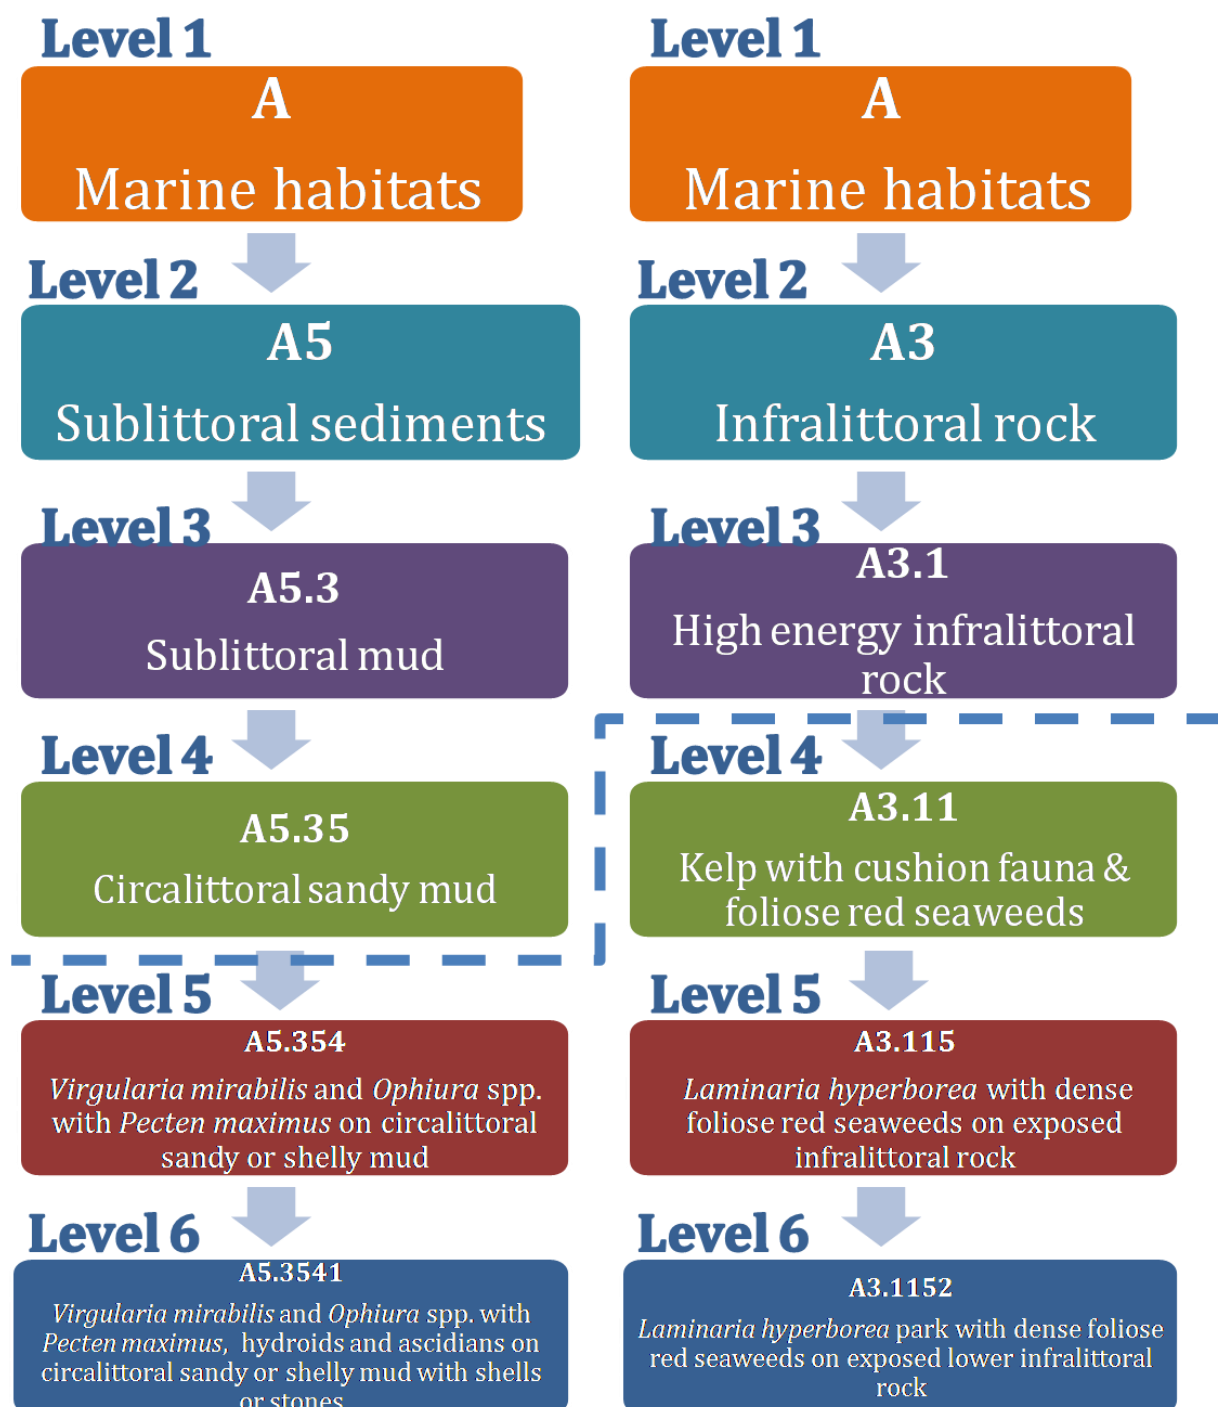 Level 1
A
Marine habitats
Level 2
A5
Sublittoral sediments
Level 3
A5.3
Sublittoral mud
Level 4
A5.35
Circalittoral sandy mud
Level 5
A5.354
Virgularia mirabilis and Ophiura spp.
with Pecten maximus on circalittoral
sandy or shelly mud
Level 6
A5.3541
Virgularia mirabilis and Ophiura spp. with
Pecten maximus, hydroids and ascidians on
circalittoral sandy or shelly mud with shells
or stones
Level 1
A
Marine habitats
Level 2
A3
Infralittoral rock
Level 3
A3.1
High energy infralittoral
rock
Level 4
A3.11
Kelp with cushion fauna &
foliose red seaweeds
Level 5
A3.115
Laminaria hyperborea with dense
foliose red seaweeds on exposed
infralittoral rock
Level 6
A3.1152
Laminaria hyperborea park with dense foliose
red seaweeds on exposed lower infralittoral
rock